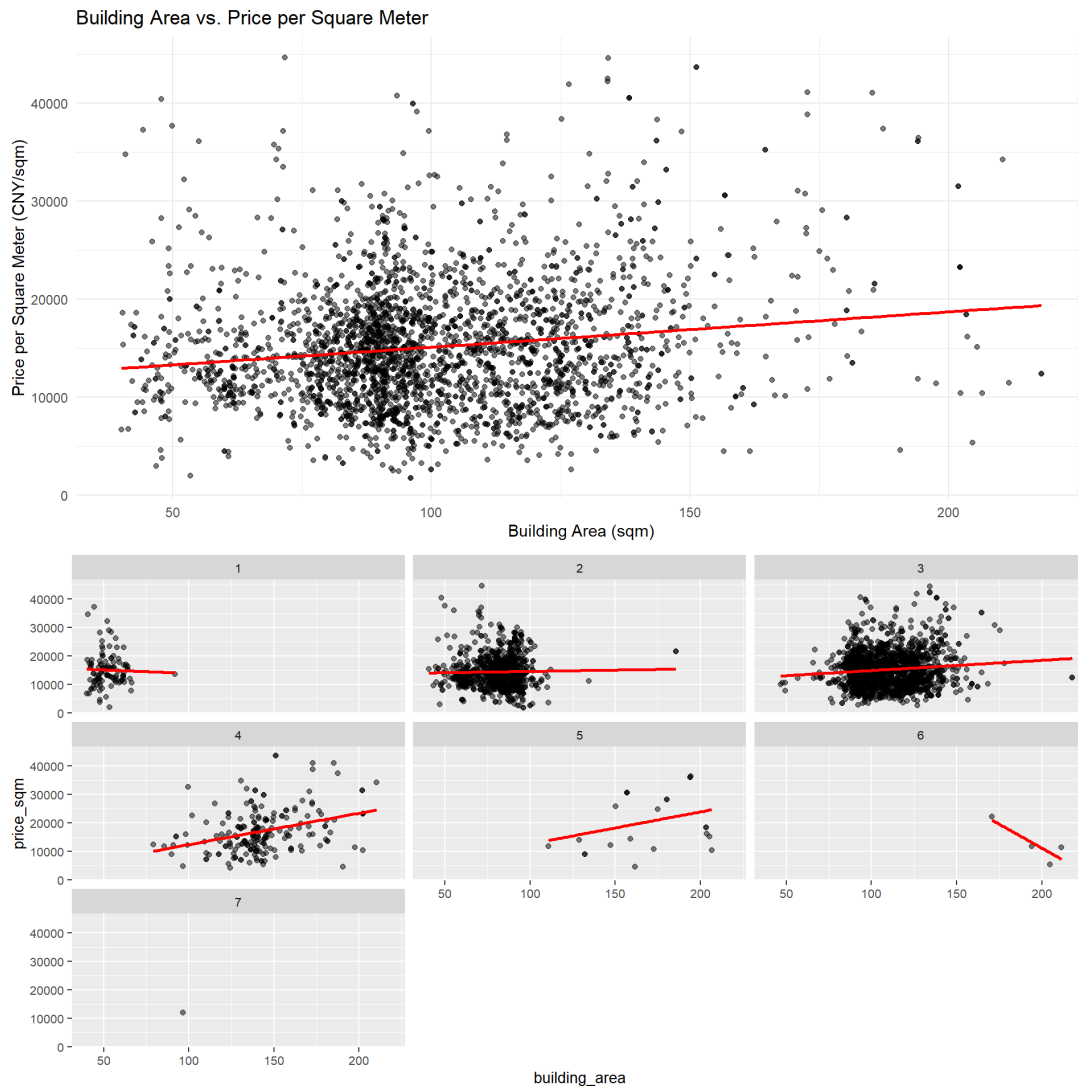 Building Area vs. Price per Square Meter
Price per Square Meter (CNY/sqm)
40000
30000
20000
10000
0
50 100 150 200
Building Area (sqm)
1 2 3
40000
30000
20000
10000
0
4 5 6
price_sqm
40000
30000
20000
10000
0
50 100 150 200 50 100 150 200
7
40000
30000
20000
10000
0
50 100 150 200
building_area